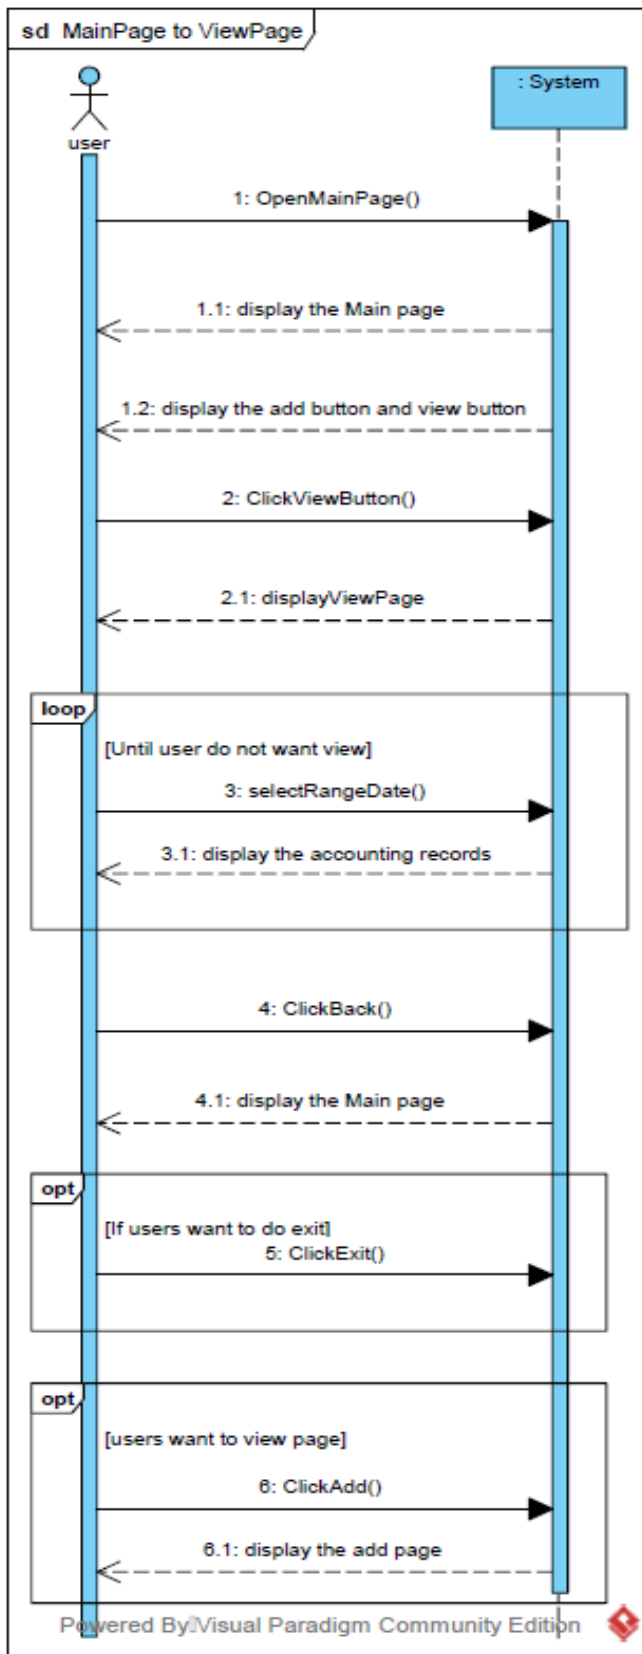 sd MainPage to ViewPage
user
: System
1: OpenMainPage()
1.1: display the Main page
1.2: display the add button and view button
2: ClickViewButton()
2.1: displayViewPage
loop
[Until user do not want view]
3: selectRangeDate()
3.1: display the accounting records
4: ClickBack()
4.1: display the Main page
opt
[If users want to do exit]
5: ClickExit()
opt
[users want to view page]
6: ClickAdd()
6.1: display the add page
Powered By Visual Paradigm Community Edition